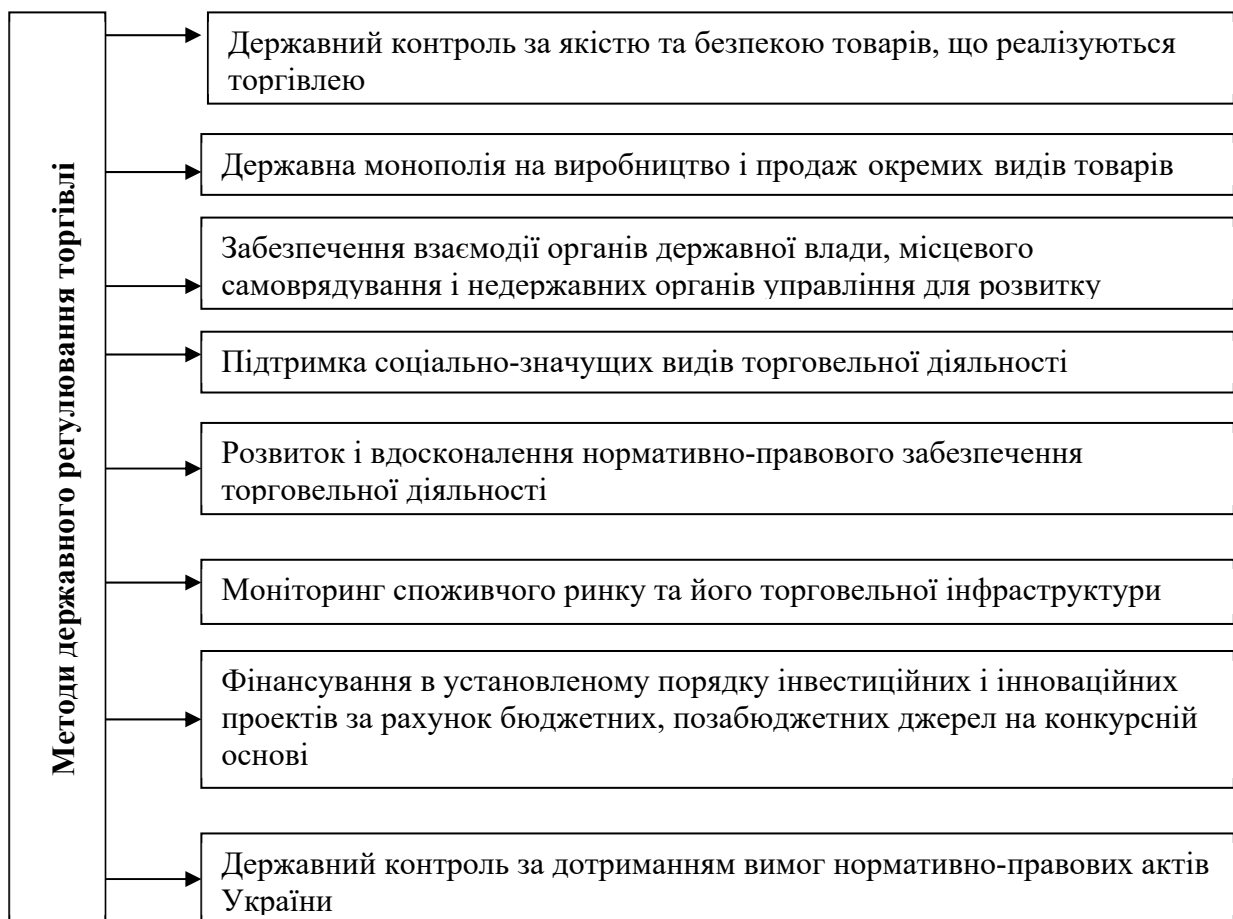 Методи державного регулювання торгівлі
Державний контроль за якістю та безпекою товарів, що реалізуються
торгівлею
Державна монополія на виробництво і продаж окремих видів товарів
Забезпечення взаємодії органів державної влади, місцевого
самоврядування і недержавних органів управління для розвитку
Підтримка соціально-значущих видів торговельної діяльності
Розвиток і вдосконалення нормативно-правового забезпечення
торговельної діяльності
Моніторинг споживчого ринку та його торговельної інфраструктури
Фінансування в установленому порядку інвестиційних і інноваційних
проектів за рахунок бюджетних, позабюджетних джерел на конкурсній
основі
Державний контроль за дотриманням вимог нормативно-правових актів
України